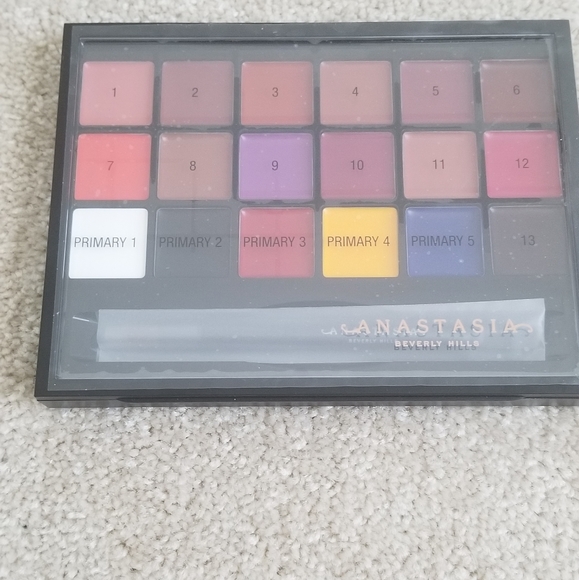 1 2 3 4 5 6
7 8 9 10 11 12
PRIMARY 1 PRIMARY 2 PRIMARY 3 PRIMARY 4 PRIMARY 5 13
ANASTASIA
BEVERLY HILLS